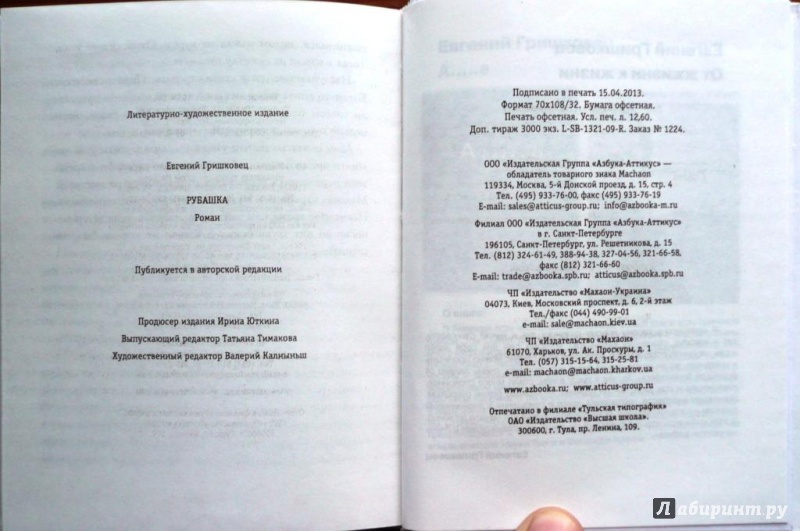 Литературно-художественное издание
Евгений Гришковец
РУБАШКА
Роман
Публикуется в авторской редакции
Продюсер издания Ирина Юткина
Выпускающий редактор Татьяна Тимакова
Художественный редактор Валерий Калныньш
Подписано в печать 15.04.2013.
Формат 70х108/32. Бумага офсетная.
Печать офсетная. Усл. печ. л. 12,60.
Доп. тираж 3000 экз. L-SB-1321-09-R. Заказ № 1224.
ООО «Издательская Группа «Азбука-Аттикус» —
обладатель товарного знака Machaon
119334, Москва, 5-й Донской проезд, д. 15, стр. 4
Тел. (495) 933-76-00, факс (495) 933-76-19
E-mail: sales@atticus-group.ru; info@azbooka-m.ru
Филиал ООО «Издательская Группа «Азбука-Аттикус»
в г. Санкт-Петербурге
196105, Санкт-Петербург, ул. Решетникова, д. 15
Тел. (812) 324-61-49, 388-94-38, 327-04-56, 321-66-58,
факс (812) 321-66-60
E-mail: trade@azbooka.spb.ru; atticus@azbooka.spb.ru
ЧП «Издательство «Махаон-Украина»
04073, Киев, Московский проспект, д. 6, 2-й этаж
Тел./факс (044) 490-99-01
e-mail: sale@machaon.kiev.ua
ЧП «Издательство «Махаон»
61070, Харьков, ул. Ак. Проскуры, д. 1
Тел. (057) 315-15-64, 315-25-81
e-mail: machaon@machaon.kharkov.ua
www.azbooka.ru; www.atticus-group.ru
Отпечатано в филиале «Тульская типография»
ОАО «Издательство «Высшая школа».
300600, г. Тула, пр. Ленина, 109.
Лабиринт.ру